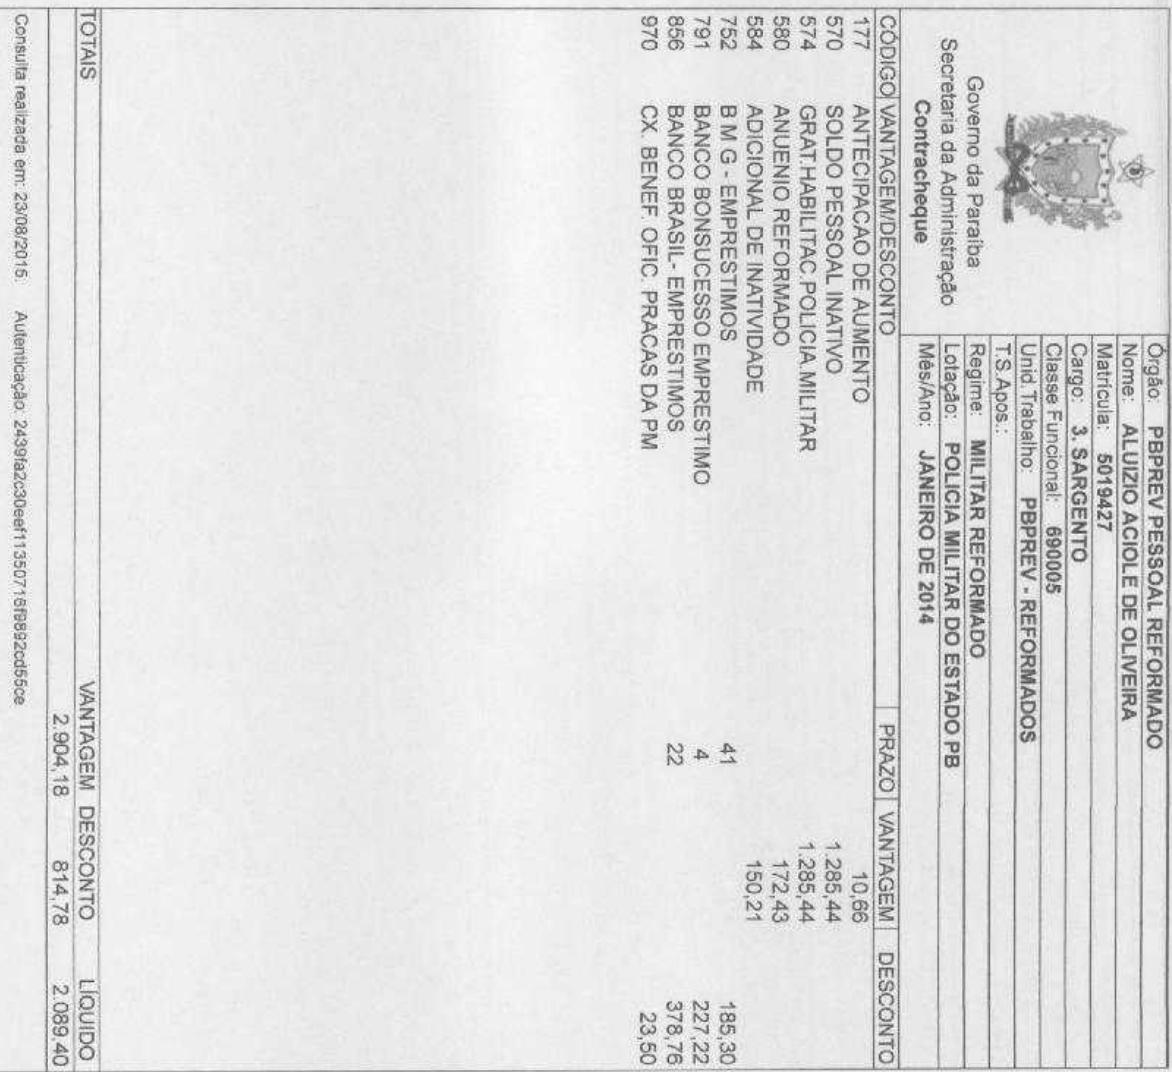 Governo da Paraíba
Secretaria da Administração
Contracheque
Órgão: PBPREV PESSOAL REFORMADO
Nome: ALUIZIO ACIOLE DE OLIVEIRA
Matrícula: 5019427
Cargo: 3. SARGENTO
Classe Funcional: 690005
Unid. Trabalho: PBPREV - REFORMADOS
T.S.Apos.:
Regime: MILITAR REFORMADO
Lotação: POLICIA MILITAR DO ESTADO PB
Mês/Ano: JANEIRO DE 2014
CÓDIGO VANTAGEM/DESCONTO PRAZO VANTAGEM DESCONTO
177 ANTECIPACAO DE AUMENTO 10,66
570 SOLDO PESSOAL INATIVO 1.285,44
574 GRAT.HABILITAC.POLICIA.MILITAR 1.285,44
580 ANUENIO REFORMADO 172,43
584 ADICIONAL DE INATIVIDADE 150,21
752 B M G - EMPRESTIMOS 41 185,30
791 BANCO BONSUCESSO EMPRESTIMO 4 227,22
856 BANCO BRASIL- EMPRESTIMOS 22 378,76
970 CX. BENEF. OFIC. PRACAS DA PM 23,50
TOTAIS VANTAGEM DESCONTO LÍQUIDO
2.904,18 814,78 2.089,40
Consulta realizada em: 23/08/2015. Autenticação: 2439fa2c30eef11350716f9892cd55ce